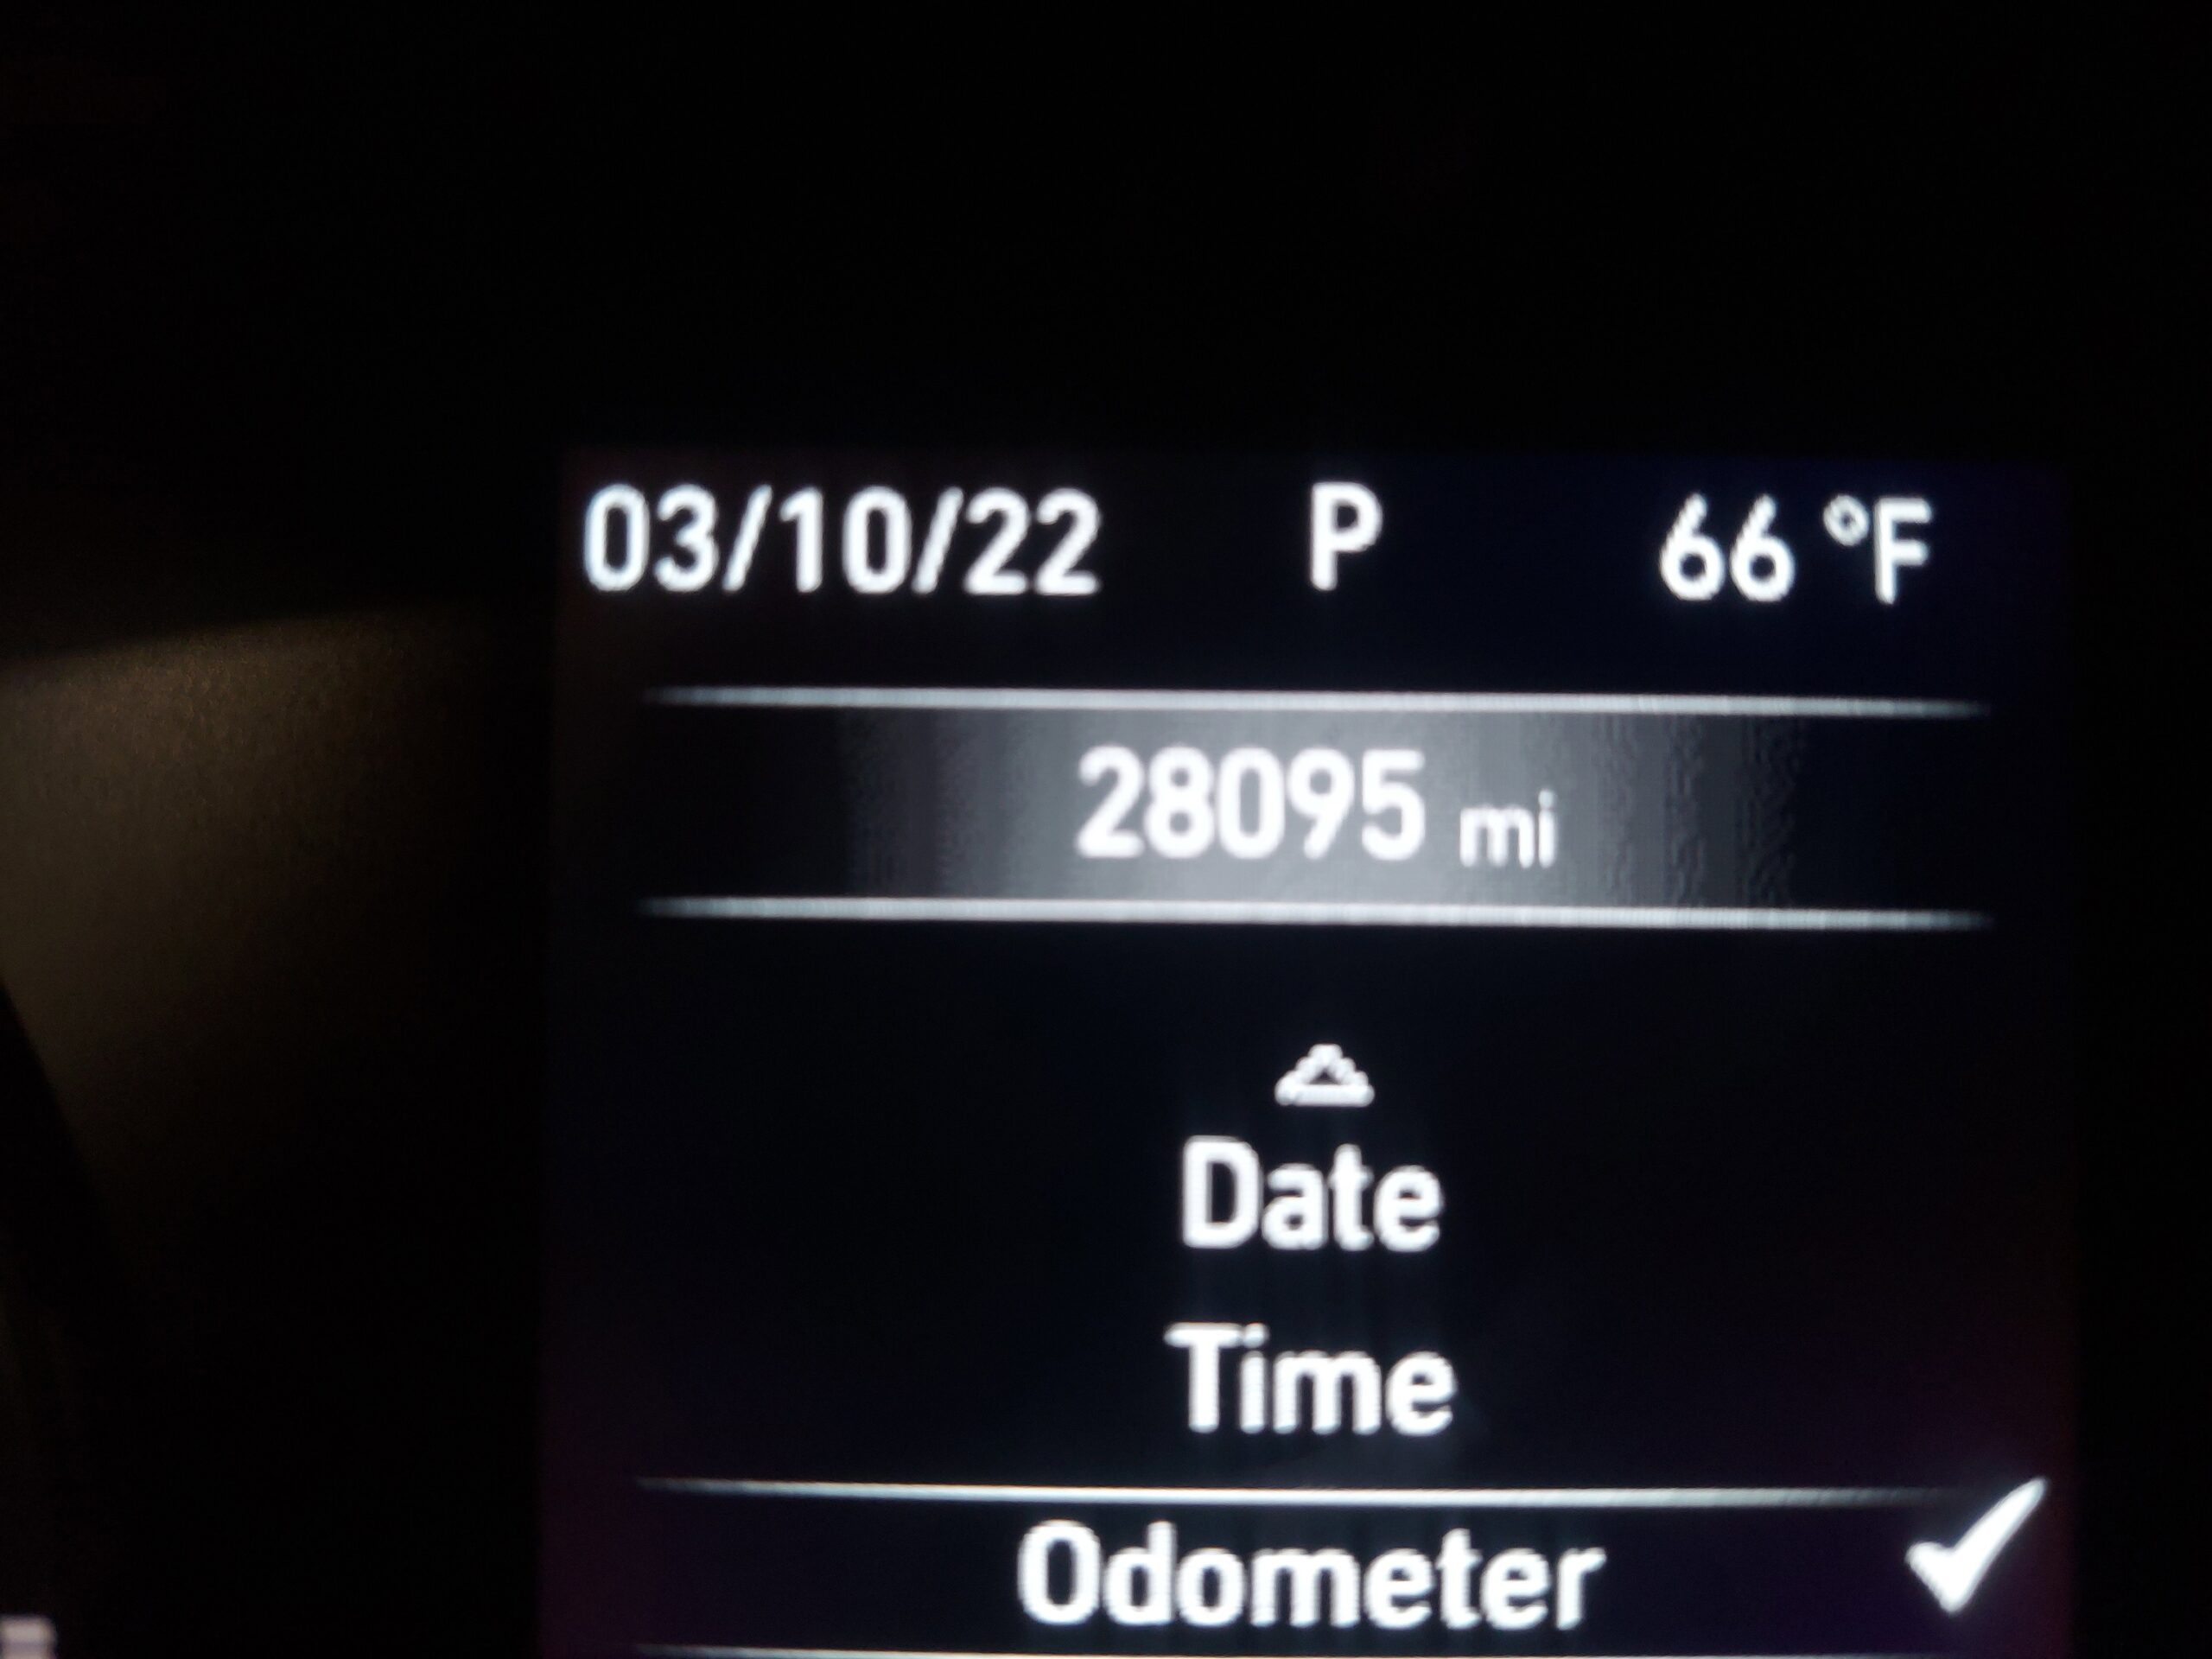 03/10/22 P 66 °F
28095 mi
Date
Time
Odometer